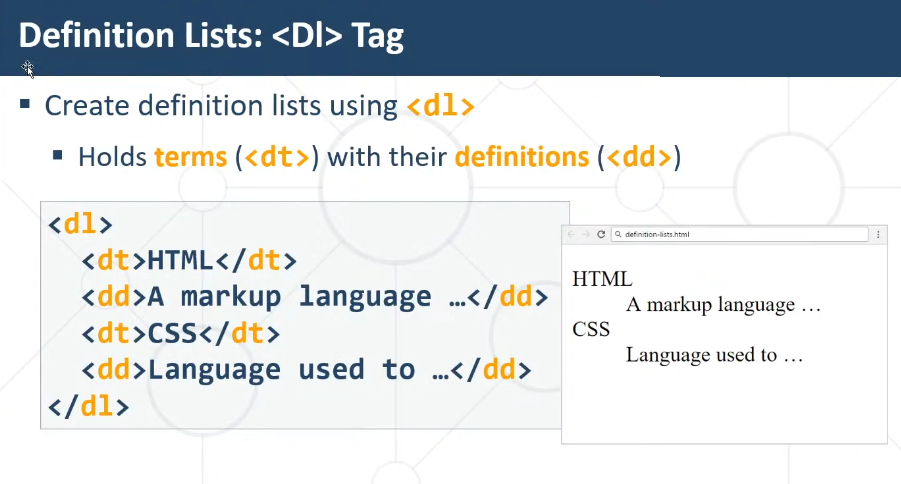 Definition Lists: <Dl> Tag
Create definition lists using <dl>
Holds terms (<dt>) with their definitions (<dd>)
<dl>
<dt>HTML</dt>
<dd>A markup language …</dd>
<dt>CSS</dt>
<dd>Language used to …</dd>
</dl>
definition-lists.html
HTML
A markup language …
CSS
Language used to …